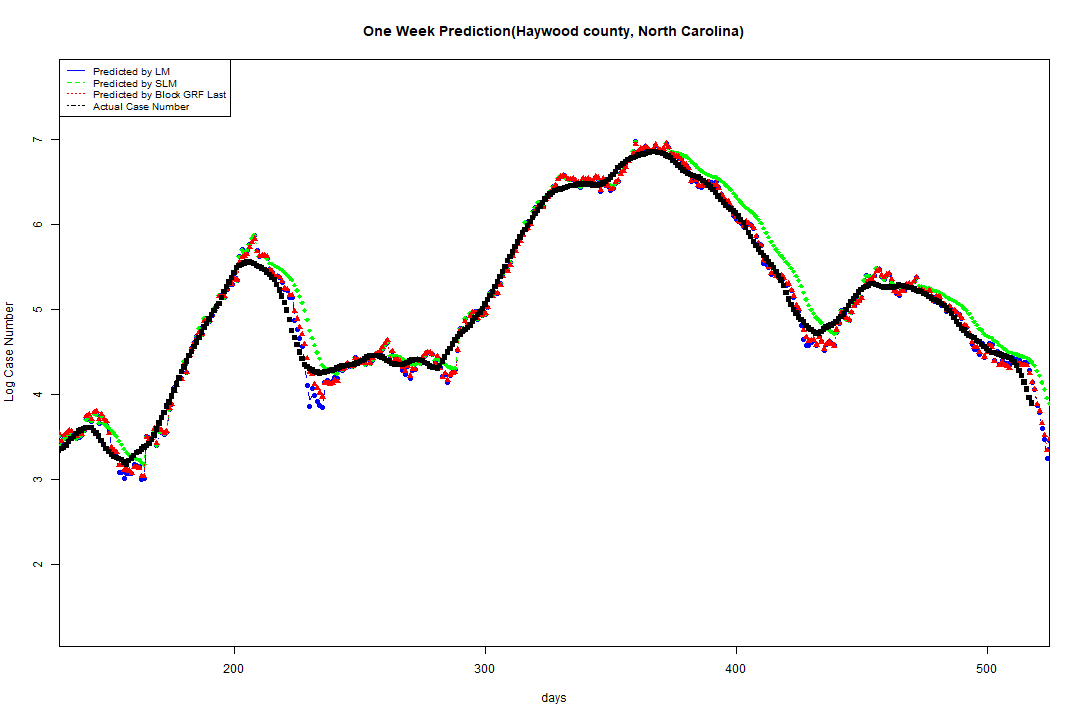 One Week Prediction(Haywood county, North Carolina)
Predicted by LM
Predicted by SLM
Predicted by Block GRF Last
Actual Case Number
7
6
5
4
3
2
Log Case Number
200 300 400 500
days